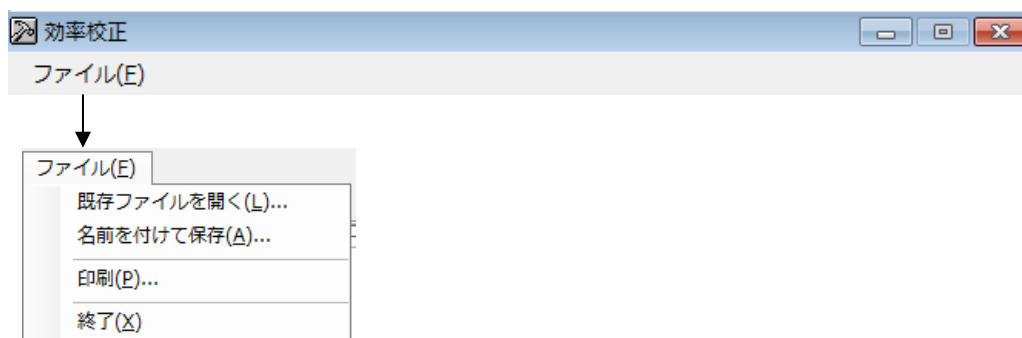 効率校正
ファイル(F)
ファイル(F)
既存ファイルを開く(L)...
名前を付けて保存(A)...
印刷(P)...
終了(X)